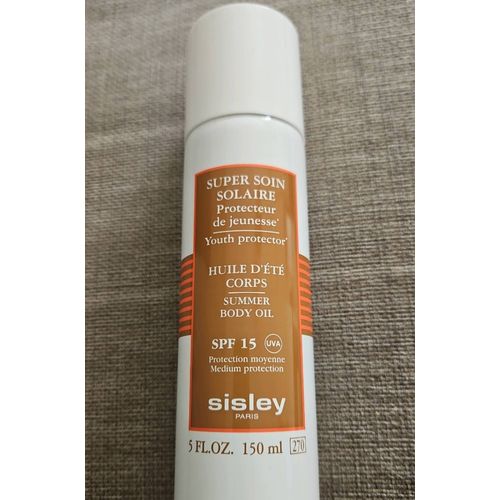 SUPER SOIN
SOLAIRE
Protecteur
de jeunesse*
Youth protector*
HUILE D'ÉTÉ
CORPS
SUMMER
BODY OIL
SPF 15 UVA
Protection moyenne
Medium protection
sisley
PARIS
5 FL.OZ. 150 ml 270